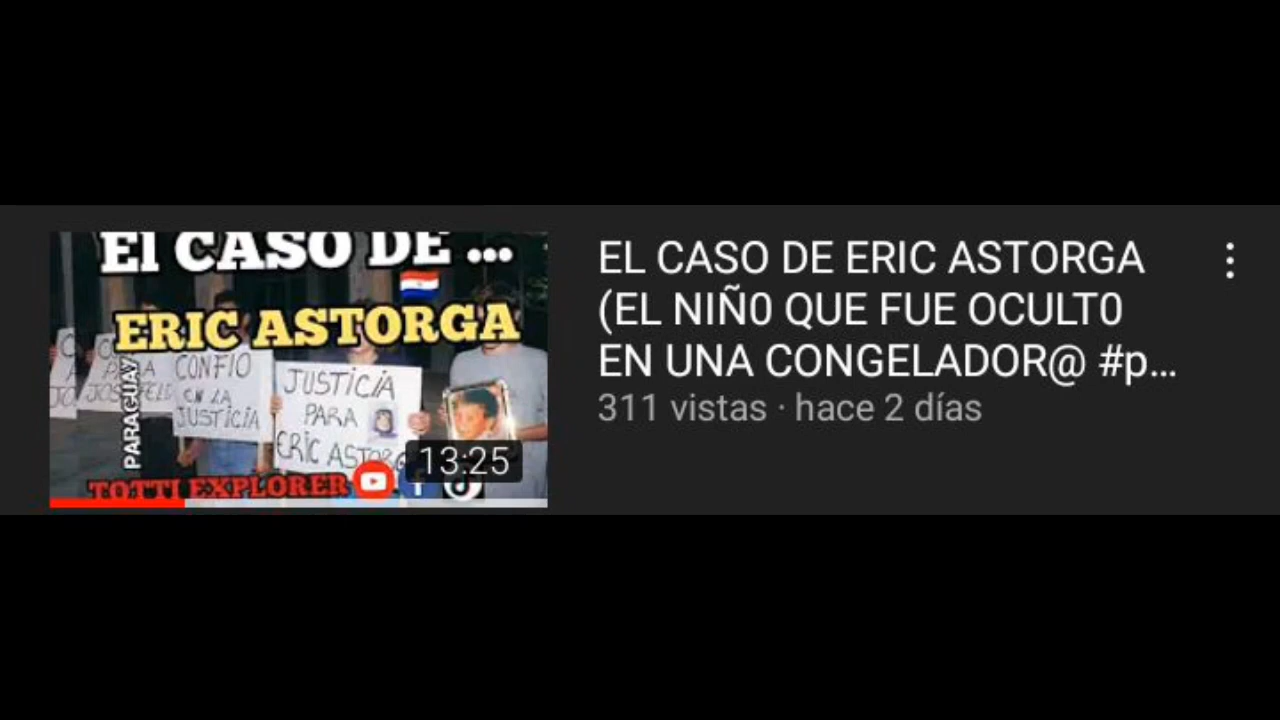 El CASO DE ...
ERIC ASTORGA
PARAGUAY
CONFIO
EN LA
JUSTICIA
JUSTICIA
PARA
ERIC ASTORGA
TOTTI EXPLORER
13:25
EL CASO DE ERIC ASTORGA
(EL NIÑ0 QUE FUE OCULT0
EN UNA CONGELADOR@ #p...
311 vistas · hace 2 días